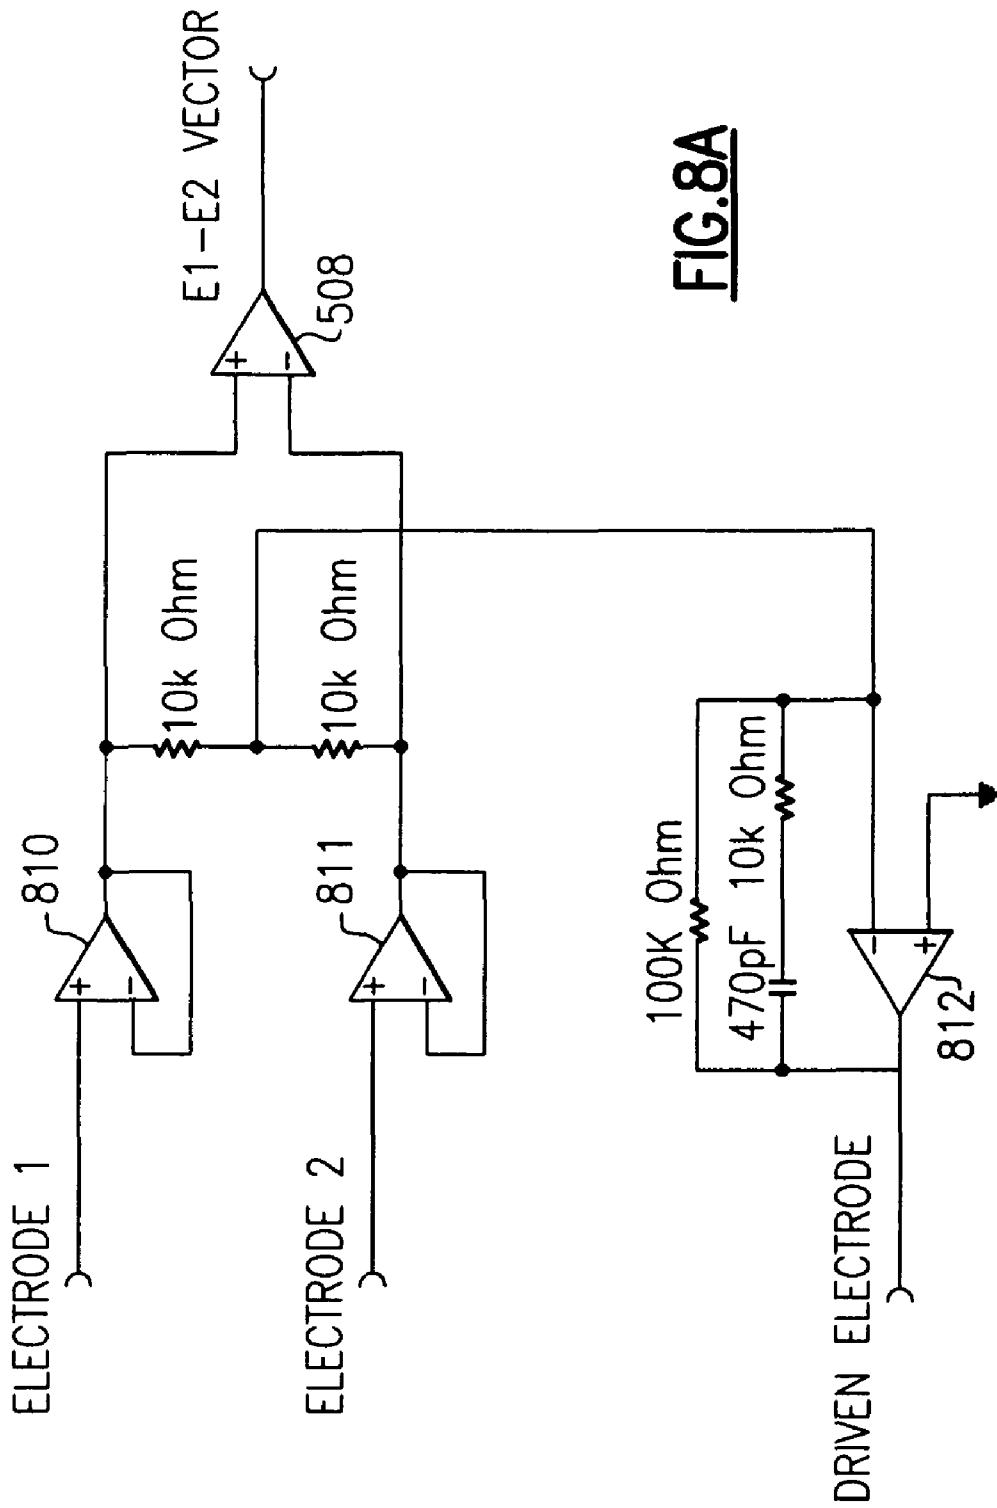 ELECTRODE 1
810
+
−
10k Ohm
E1−E2 VECTOR
+
−
508
ELECTRODE 2
811
+
−
10k Ohm
100K Ohm
470pF
10k Ohm
−
+
812
DRIVEN ELECTRODE
FIG.8A